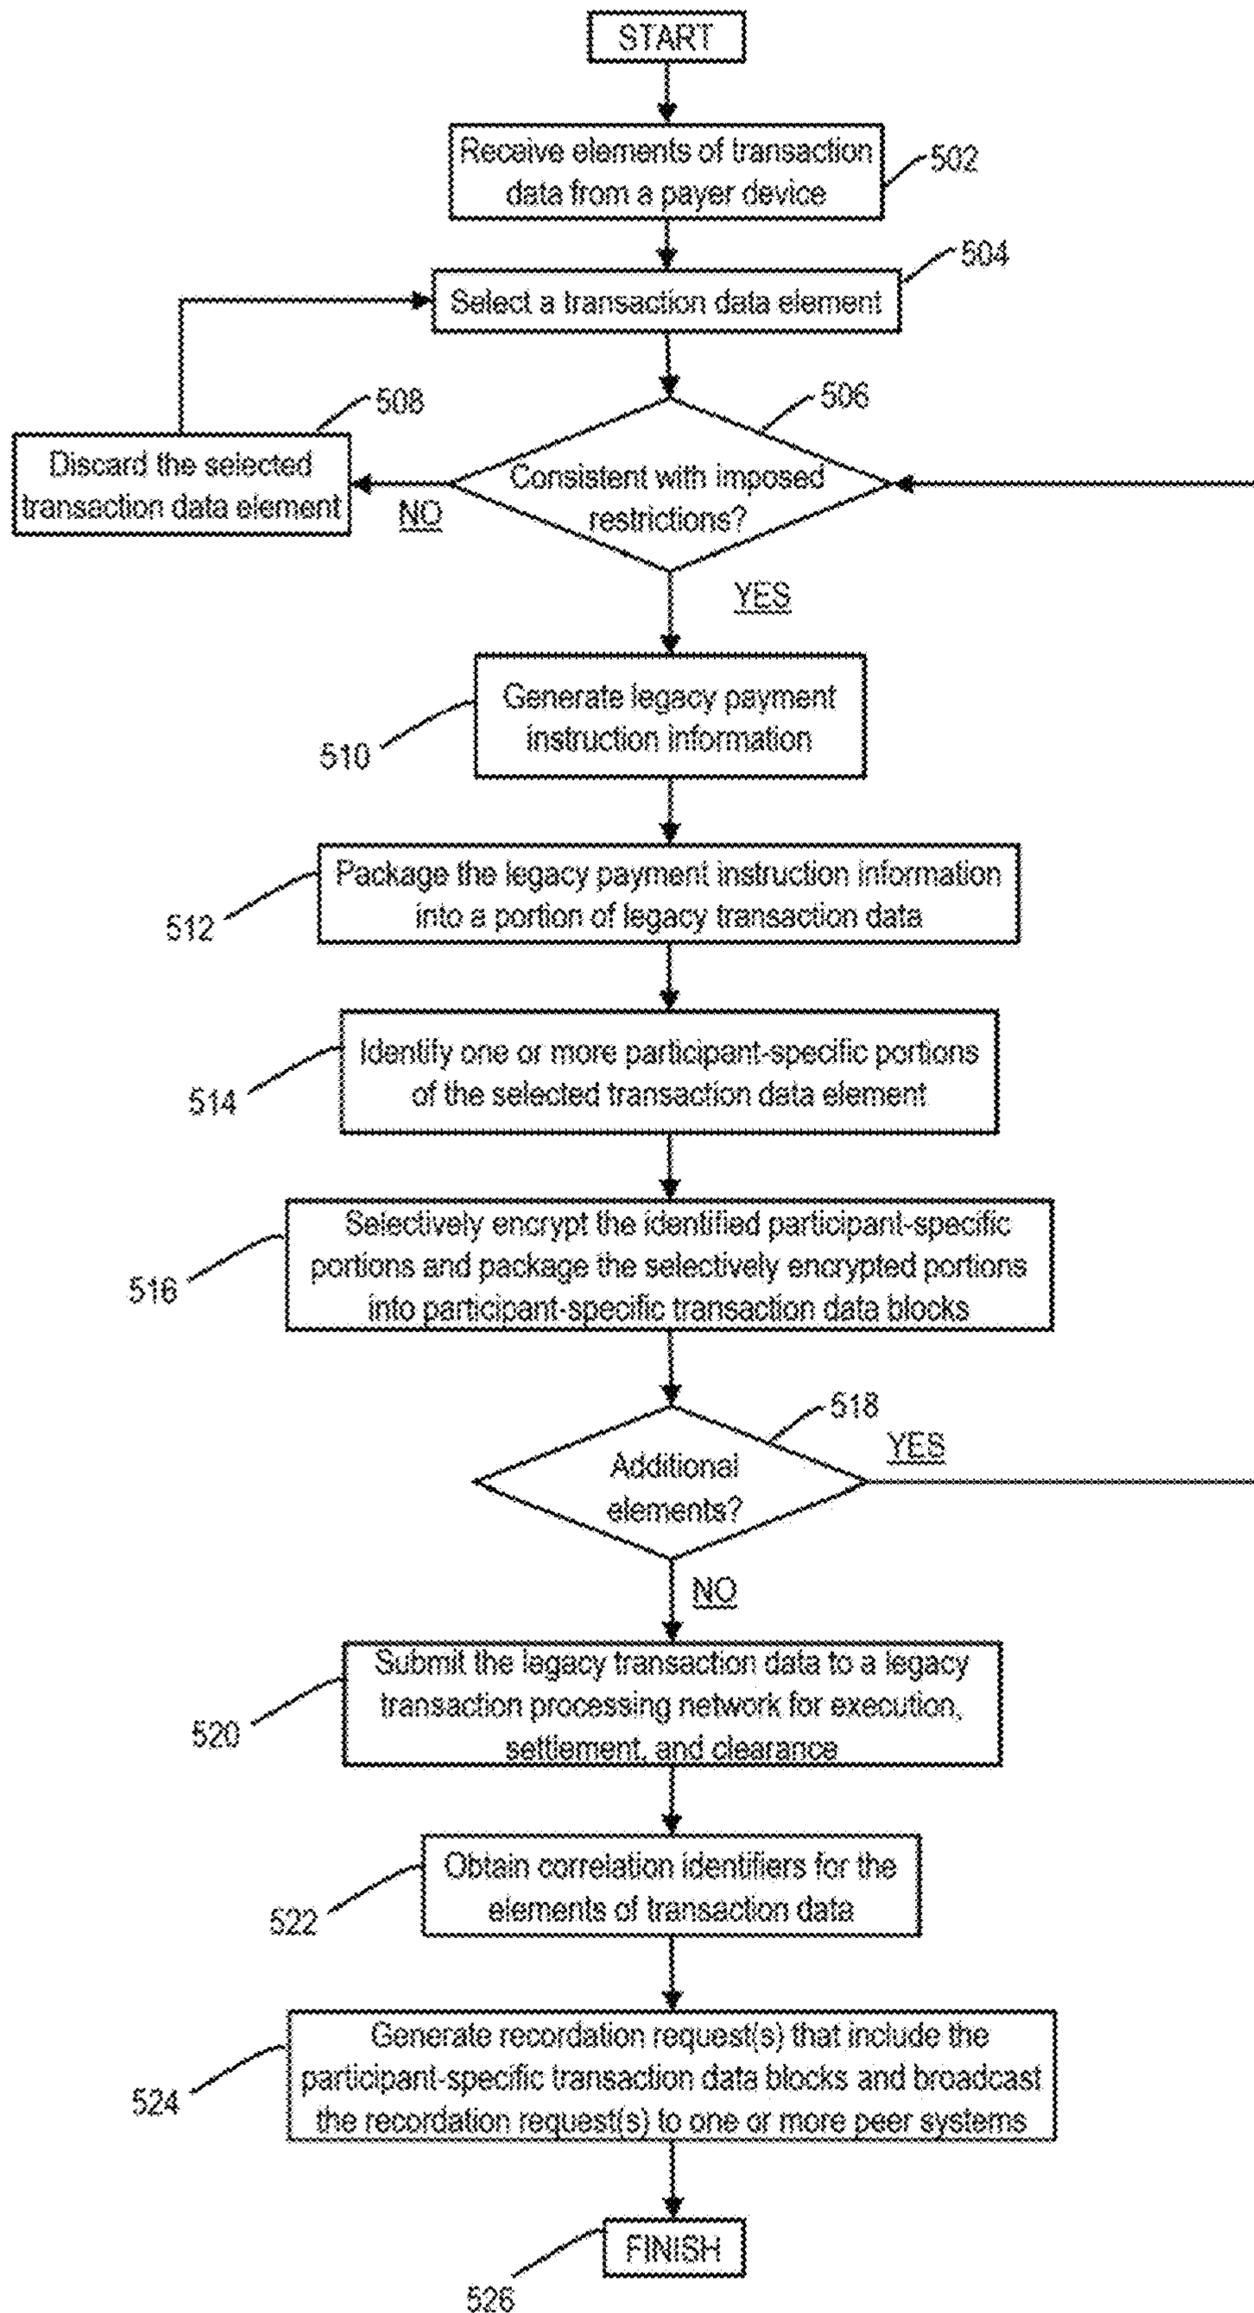 START
Receive elements of transaction
data from a payer device
502
504
Select a transaction data element
508
506
Discard the selected
transaction data element
NO
Consistent with imposed
restrictions?
YES
Generate legacy payment
instruction information
510
Package the legacy payment instruction information
into a portion of legacy transaction data
512
Identify one or more participant-specific portions
of the selected transaction data element
514
Selectively encrypt the identified participant-specific
portions and package the selectively encrypted portions
into participant-specific transaction data blocks
516
518
YES
Additional
elements?
NO
Submit the legacy transaction data to a legacy
transaction processing network for execution,
settlement, and clearance
520
Obtain correlation identifiers for the
elements of transaction data
522
Generate recordation request(s) that include the
participant-specific transaction data blocks and broadcast
the recordation request(s) to one or more peer systems
524
FINISH
526